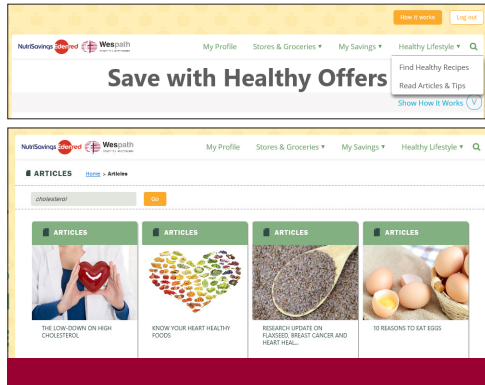 How it works Log out
NutriSavings Edenred Wespath My Profile Stores & Groceries ▼ My Savings ▼ Healthy Lifestyle ▼
Find Healthy Recipes
Read Articles & Tips
Save with Healthy Offers
Show How It Works
NutriSavings Edenred Wespath My Profile Stores & Groceries ▼ My Savings ▼ Healthy Lifestyle ▼
ARTICLES Home > Articles
cholesterol Go
ARTICLES ARTICLES ARTICLES ARTICLES
THE LOW-DOWN ON HIGH
CHOLESTEROL
KNOW YOUR HEART HEALTHY
FOODS
RESEARCH UPDATE ON
FLAXSEED, BREAST CANCER AND
HEART HEAL...
10 REASONS TO EAT EGGS